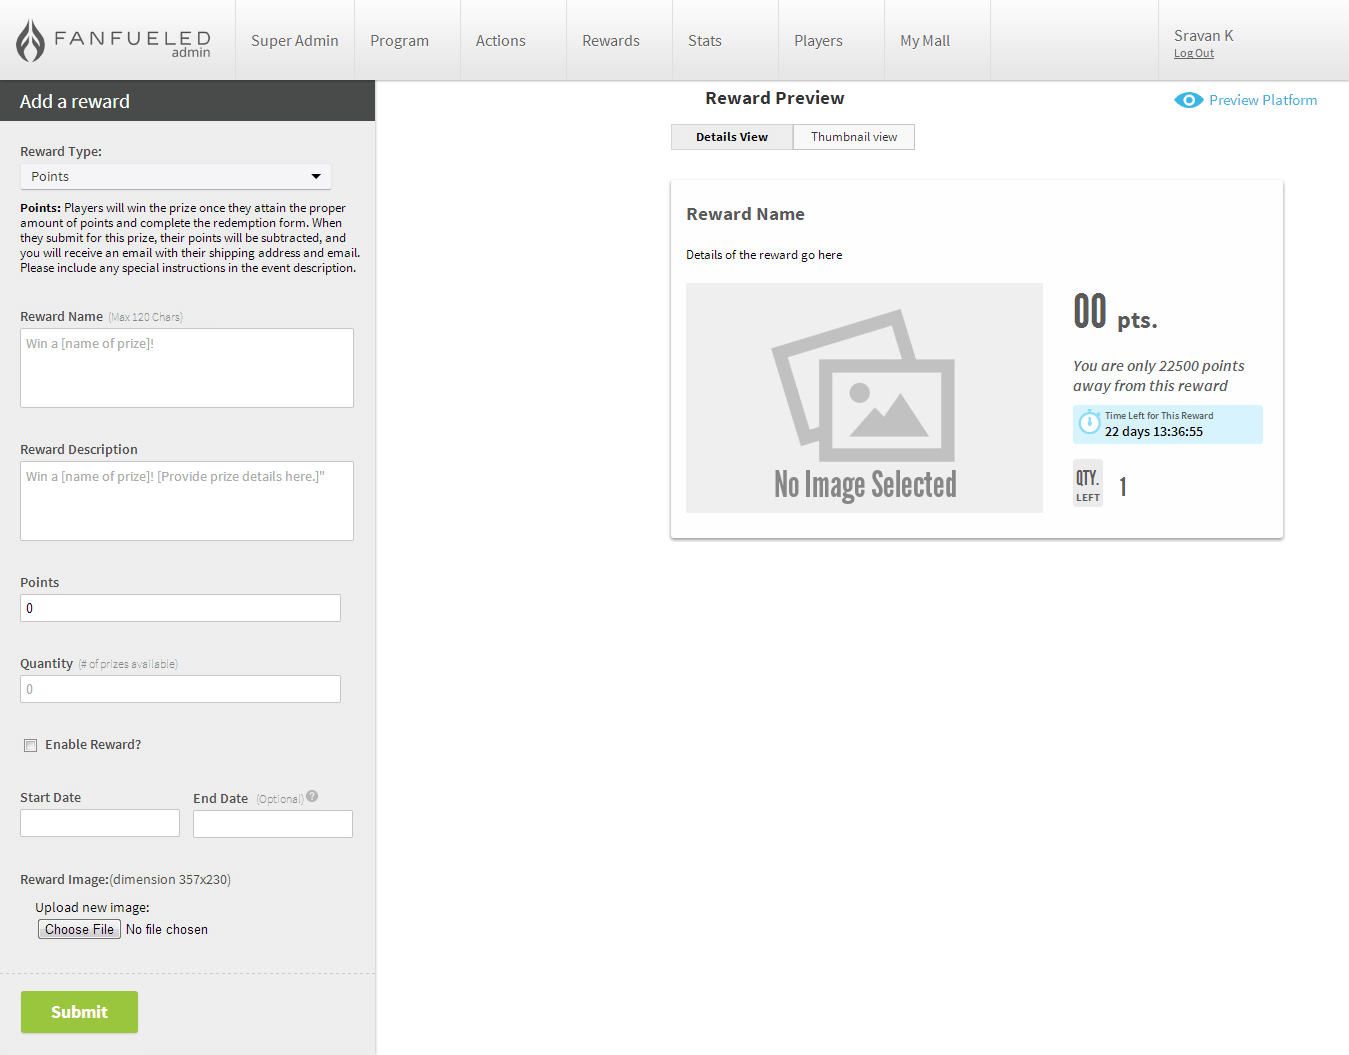 FANFUELED
admin
Super Admin
Program
Actions
Rewards
Stats
Players
My Mall
Sravan K
Log Out
Add a reward
Reward Type:
Points
Points: Players will win the prize once they attain the proper
amount of points and complete the redemption form. When
they submit for this prize, their points will be subtracted, and
you will receive an email with their shipping address and email.
Please include any special instructions in the event description.
Reward Name (Max 120 Chars)
Win a [name of prize]!
Reward Description
Win a [name of prize]! [Provide prize details here.]"
Points
0
Quantity (# of prizes available)
0
Enable Reward?
Start Date
End Date (Optional) ?
Reward Image:(dimension 357x230)
Upload new image:
Choose File No file chosen
Submit
Reward Preview
Preview Platform
Details View
Thumbnail view
Reward Name
Details of the reward go here
No Image Selected
00 pts.
You are only 22500 points
away from this reward
Time Left for This Reward
22 days 13:36:55
QTY.
LEFT
1